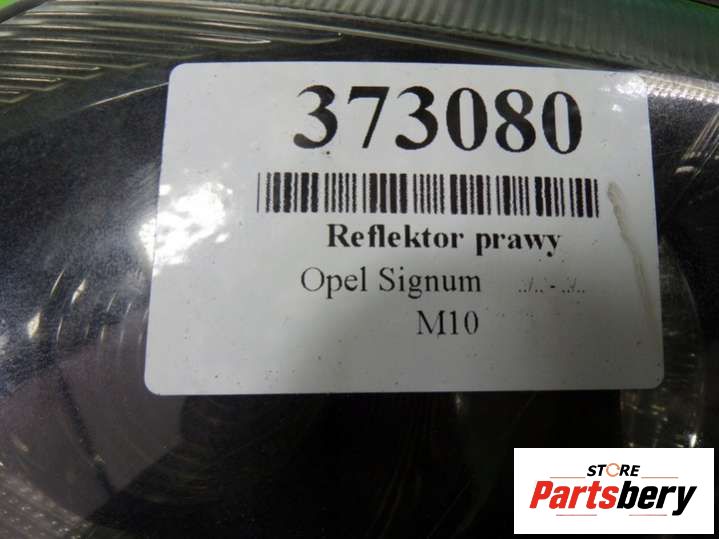 373080
Reflektor prawy
Opel Signum ../.. - ../..
M10
STORE
Partsbery